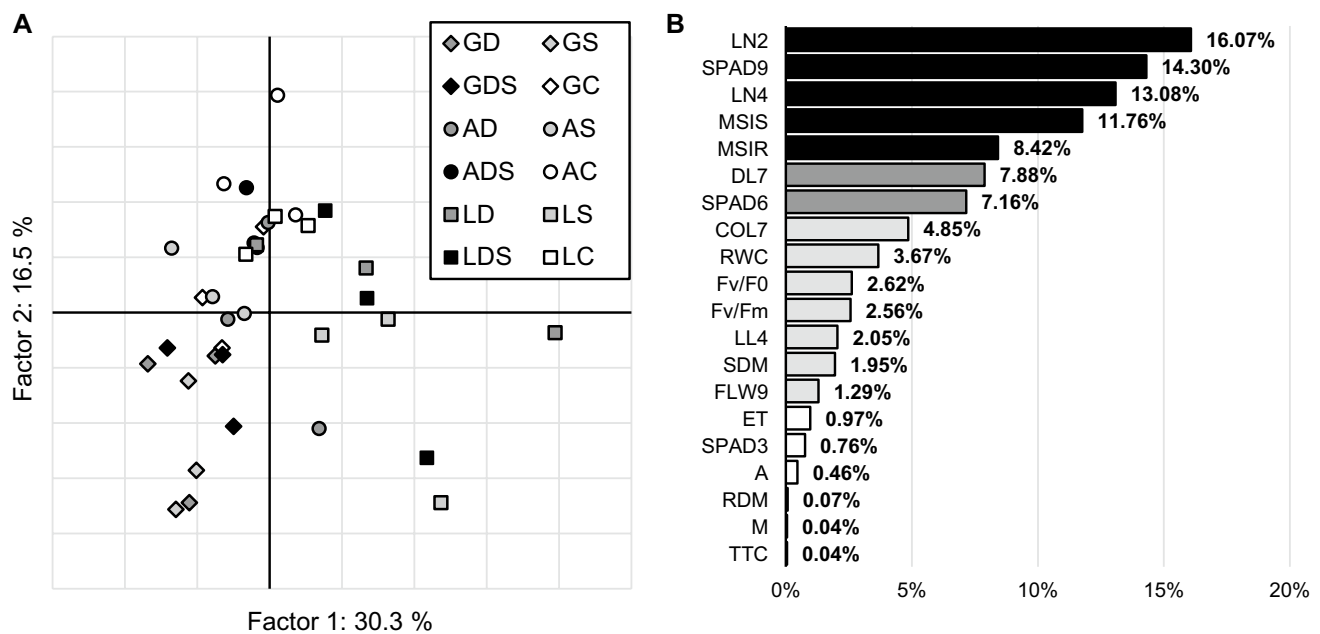 A
GD GS
GDS GC
AD AS
ADS AC
LD LS
LDS LC
Factor 2: 16.5 %
Factor 1: 30.3 %
B
LN2 16.07%
SPAD9 14.30%
LN4 13.08%
MSIS 11.76%
MSIR 8.42%
DL7 7.88%
SPAD6 7.16%
COL7 4.85%
RWC 3.67%
Fv/F0 2.62%
Fv/Fm 2.56%
LL4 2.05%
SDM 1.95%
FLW9 1.29%
ET 0.97%
SPAD3 0.76%
A 0.46%
RDM 0.07%
M 0.04%
TTC 0.04%
0% 5% 10% 15% 20%